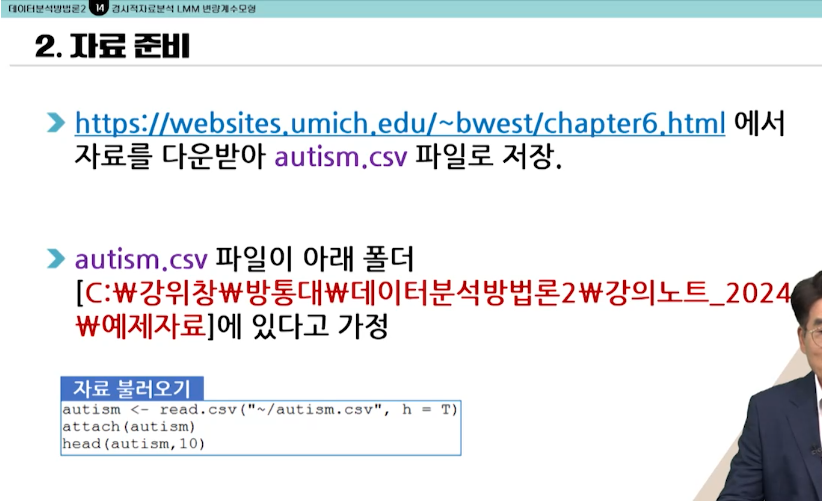 데이터분석방법론2 14 경시적자료분석 LMM 변량계수모형
2. 자료 준비
https://websites.umich.edu/~bwest/chapter6.html 에서
자료를 다운받아 autism.csv 파일로 저장.
autism.csv 파일이 아래 폴더
[C:₩강위창₩방통대₩데이터분석방법론2₩강의노트_2024
₩예제자료]에 있다고 가정
자료 불러오기
autism <- read.csv("~/autism.csv", h = T)
attach(autism)
head(autism,10)